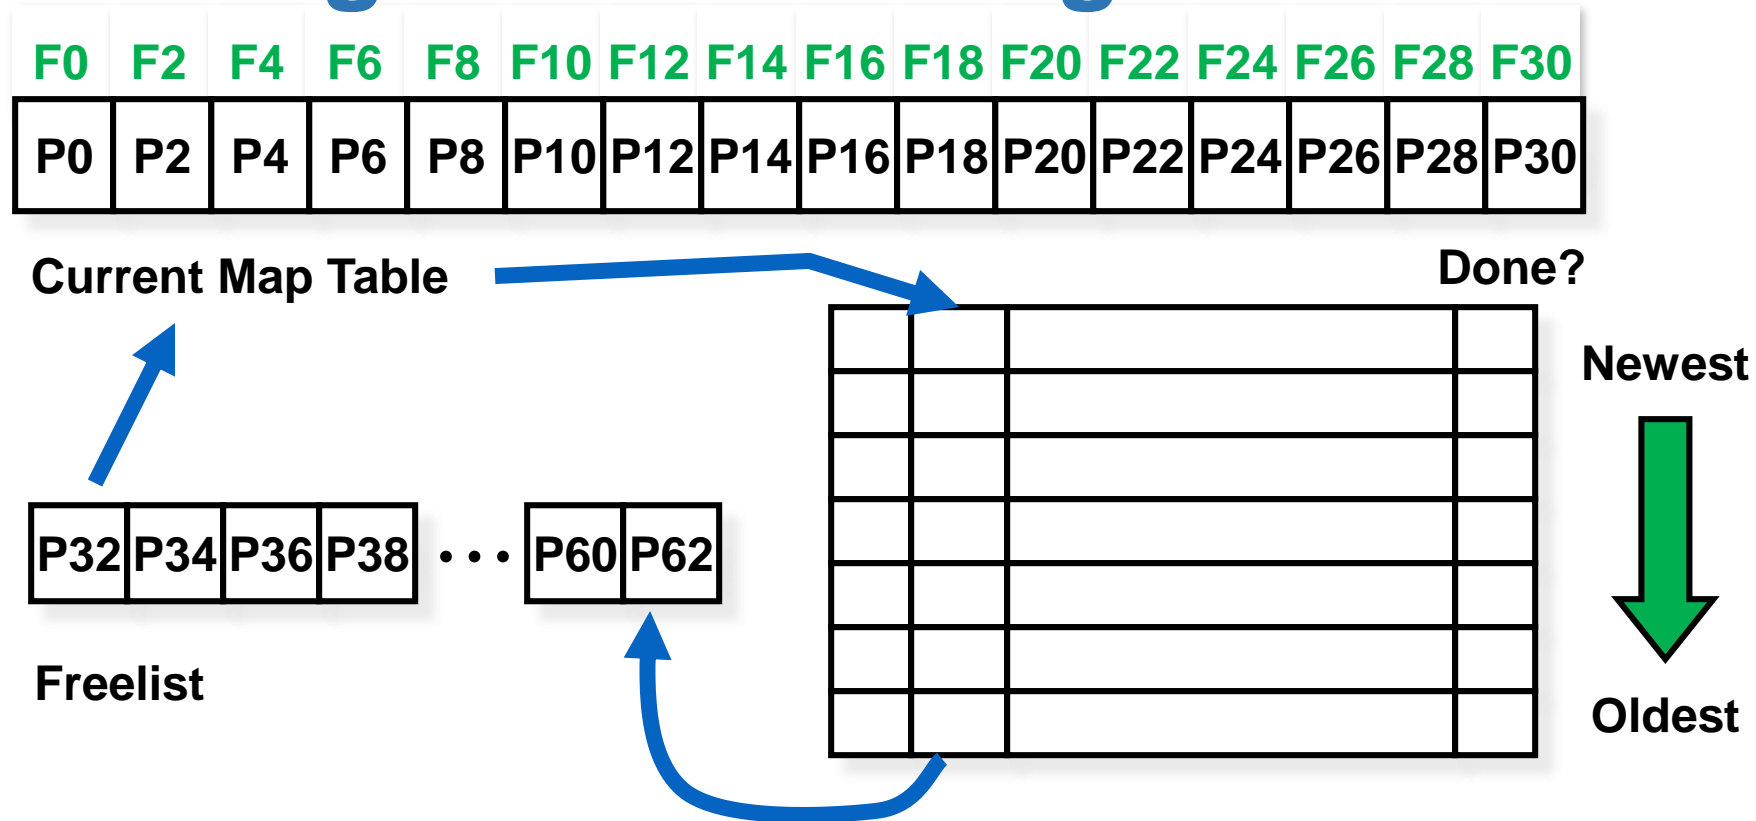 F0 F2 F4 F6 F8 F10 F12 F14 F16 F18 F20 F22 F24 F26 F28 F30
P0 P2 P4 P6 P8 P10 P12 P14 P16 P18 P20 P22 P24 P26 P28 P30
Current Map Table
Done?
Newest
P32 P34 P36 P38 ... P60 P62
Freelist
Oldest